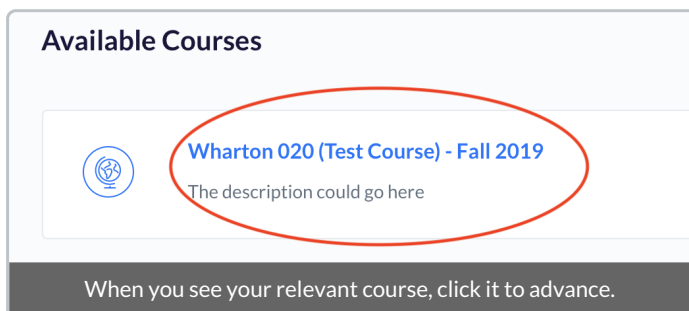 Available Courses
Wharton 020 (Test Course) - Fall 2019
The description could go here
When you see your relevant course, click it to advance.